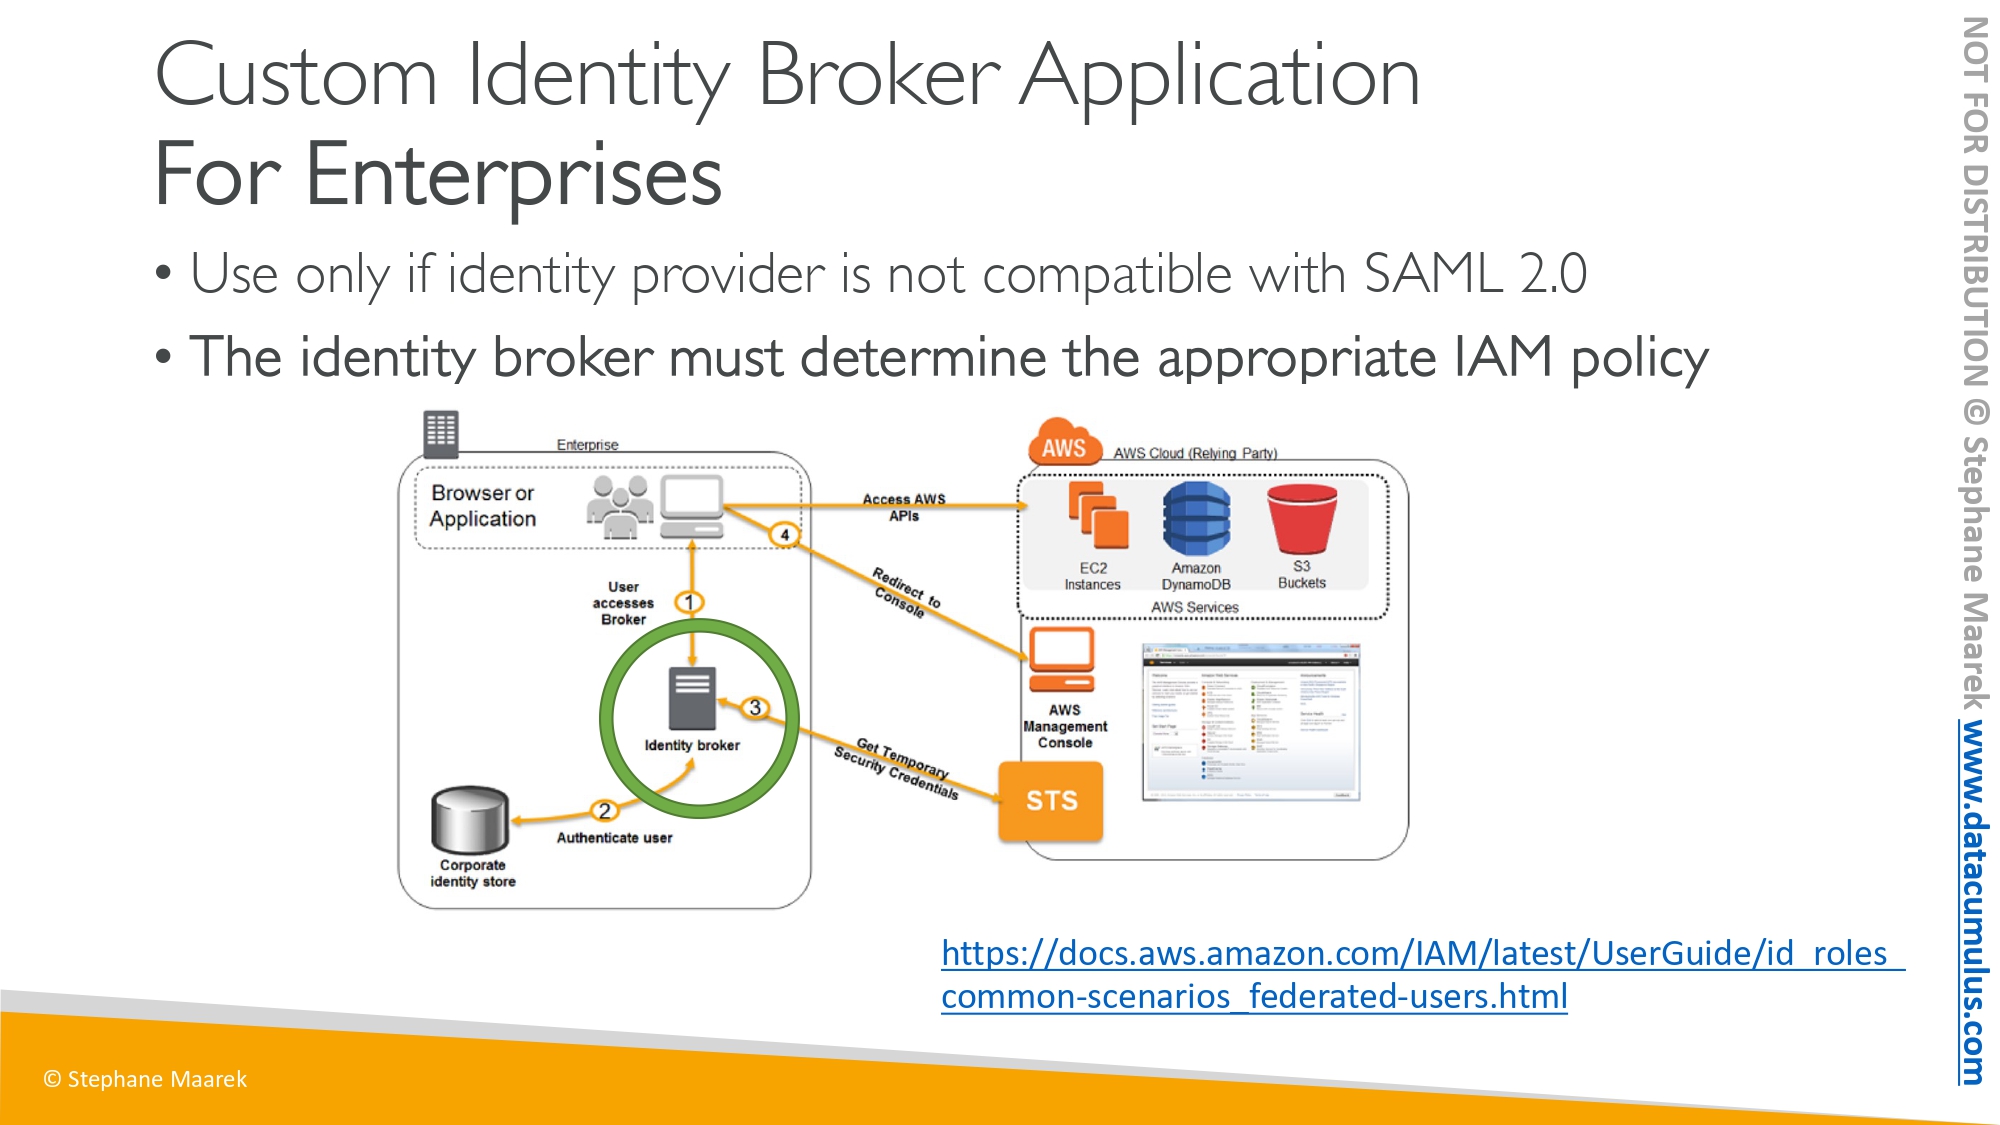 Custom Identity Broker Application
For Enterprises
• Use only if identity provider is not compatible with SAML 2.0
• The identity broker must determine the appropriate IAM policy
Enterprise
Browser or
Application
User
accesses
Broker
1
Identity broker
2
Authenticate user
Corporate
identity store
3
Get Temporary
Security Credentials
4
Access AWS
APIs
Redirect to
Console
AWS
AWS Cloud (Relying Party)
EC2
Instances
Amazon
DynamoDB
S3
Buckets
AWS Services
AWS
Management
Console
STS
https://docs.aws.amazon.com/IAM/latest/UserGuide/id_roles_
common-scenarios_federated-users.html
© Stephane Maarek
NOT FOR DISTRIBUTION © Stephane Maarek www.datacumulus.com